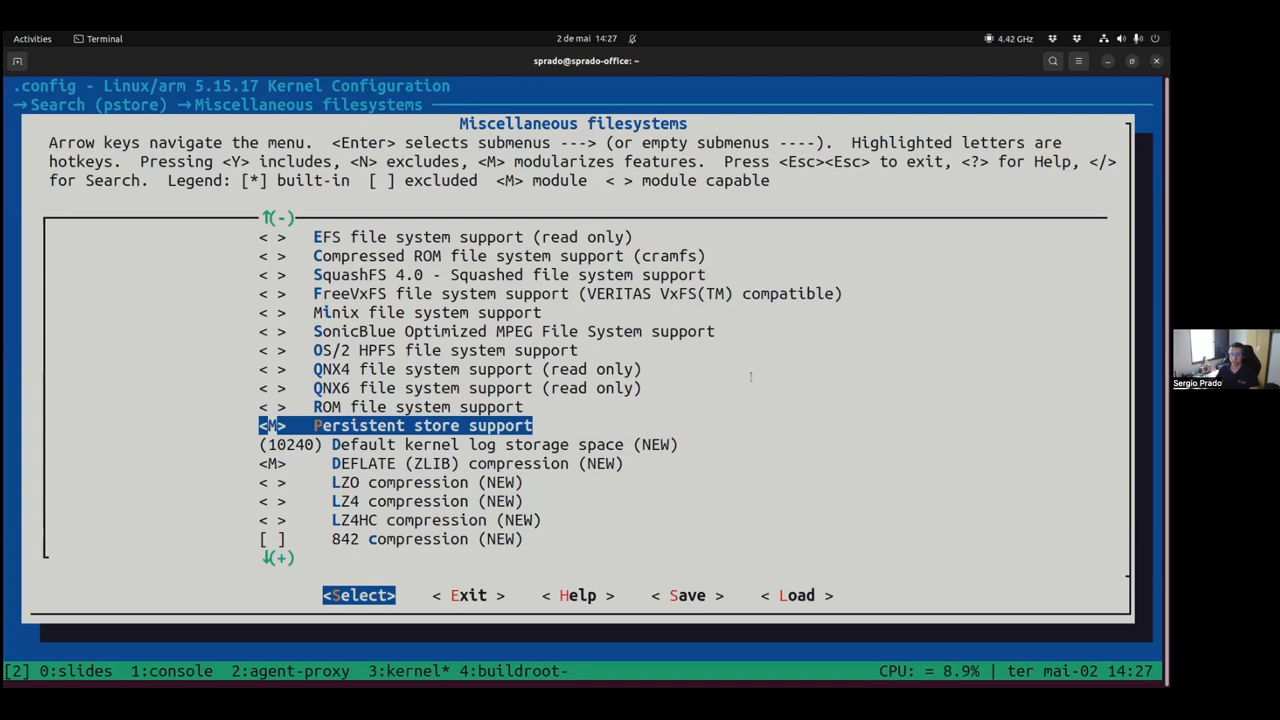 Activities Terminal 2 de mai 14:27 4.42 GHz
sprado@sprado-office: ~
.config - Linux/arm 5.15.17 Kernel Configuration
→Search (pstore) →Miscellaneous filesystems
Miscellaneous filesystems
Arrow keys navigate the menu. <Enter> selects submenus ---> (or empty submenus ----). Highlighted letters are
hotkeys. Pressing <Y> includes, <N> excludes, <M> modularizes features. Press <Esc><Esc> to exit, <?> for Help, </>
for Search. Legend: [*] built-in [ ] excluded <M> module < > module capable
↑(-)
< > EFS file system support (read only)
< > Compressed ROM file system support (cramfs)
< > SquashFS 4.0 - Squashed file system support
< > FreeVxFS file system support (VERITAS VxFS(TM) compatible)
< > Minix file system support
< > SonicBlue Optimized MPEG File System support
< > OS/2 HPFS file system support
< > QNX4 file system support (read only)
< > QNX6 file system support (read only)
< > ROM file system support
<M> Persistent store support
(10240) Default kernel log storage space (NEW)
<M> DEFLATE (ZLIB) compression (NEW)
< > LZO compression (NEW)
< > LZ4 compression (NEW)
< > LZ4HC compression (NEW)
[ ] 842 compression (NEW)
↓(+)
<Select> < Exit > < Help > < Save > < Load >
[2] 0:slides 1:console 2:agent-proxy 3:kernel* 4:buildroot- CPU: = 8.9% | ter mai-02 14:27
Sergio Prado